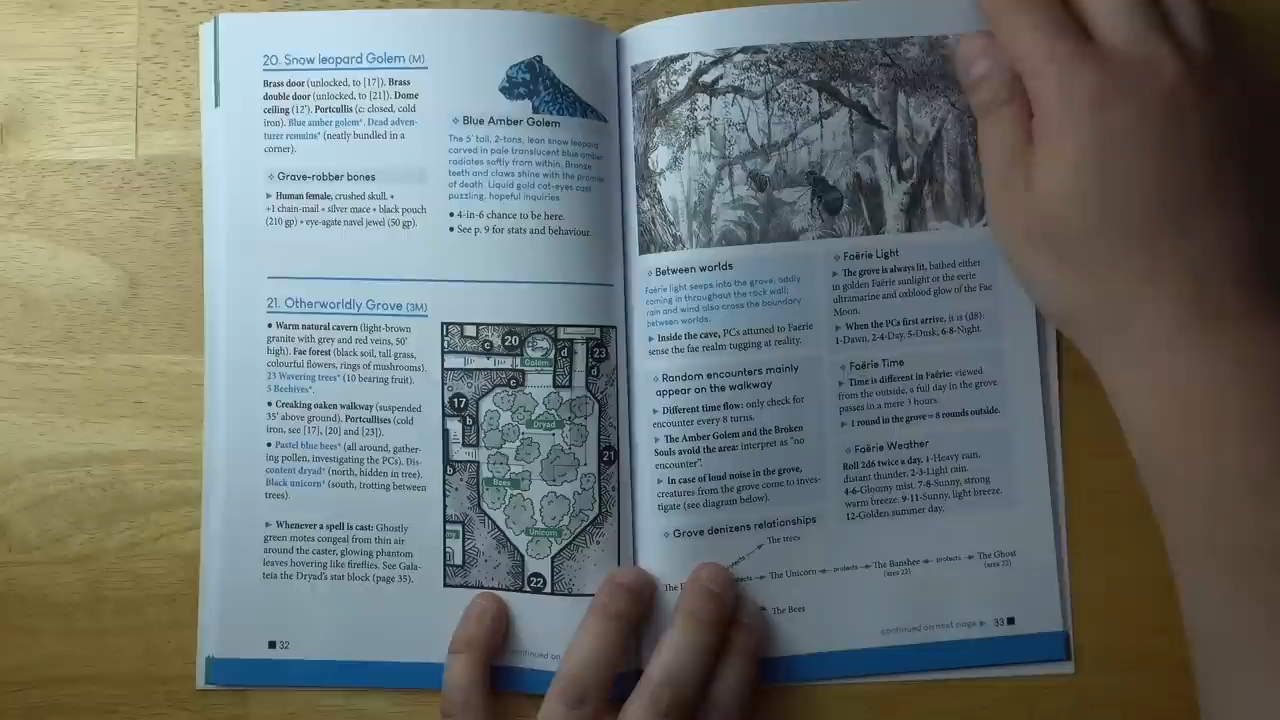 20. Snow leopard Golem (M)
Brass door (unlocked, to [17]). Brass
double door (unlocked, to [21]). Dome
ceiling (12'). Portcullis (c: closed, cold
iron). Blue amber golem*. Dead adven-
turer remains* (neatly bundled in a
corner).
❖ Grave-robber bones
► Human female, crushed skull. •
+1 chain-mail • silver mace • black pouch
(210 gp) • eye-agate navel jewel (50 gp).
❖ Blue Amber Golem
The 5' tall, 2-tons, lean snow leopard
carved in pale translucent blue amber
radiates softly from within. Bronze
teeth and claws shine with the promise
of death. Liquid gold cat-eyes cast
puzzling, hopeful inquiries.
• 4-in-6 chance to be here.
• See p. 9 for stats and behaviour.
21. Otherworldly Grove (3M)
• Warm natural cavern (light-brown
granite with grey and red veins, 50'
high). Fae forest (black soil, tall grass,
colourful flowers, rings of mushrooms).
23 Wavering trees* (10 bearing fruit).
5 Beehives*.
• Creaking oaken walkway (suspended
35' above ground). Portcullises (cold
iron, see [17], [20] and [23]).
• Pastel blue bees* (all around, gather-
ing pollen, investigating the PCs). Dis-
content dryad* (north, hidden in tree).
Black unicorn* (south, trotting between
trees).
► Whenever a spell is cast: Ghostly
green motes congeal from thin air
around the caster, glowing phantom
leaves hovering like fireflies. See Gala-
teia the Dryad's stat block (page 35).
c
20
d
23
Golem
d
c
17
b
Dryad
21
b
Bees
Unicorn
22
■ 32
continued on
❖ Between worlds
Faërie light seeps into the grove, oddly
coming in throughout the rock wall;
rain and wind also cross the boundary
between worlds.
► Inside the cave, PCs attuned to Faërie
sense the fae realm tugging at reality.
❖ Random encounters mainly
appear on the walkway
► Different time flow: only check for
encounter every 8 turns.
► The Amber Golem and the Broken
Souls avoid the area: interpret as "no
encounter".
► In case of loud noise in the grove,
creatures from the grove come to inves-
tigate (see diagram below).
❖ Faërie Light
► The grove is always lit, bathed either
in golden Faërie sunlight or the eerie
ultramarine and oxblood glow of the Fae
Moon.
► When the PCs first arrive, it is (d8):
1-Dawn, 2-4-Day, 5-Dusk, 6-8-Night.
❖ Faërie Time
► Time is different in Faërie: viewed
from the outside, a full day in the grove
passes in a mere 3 hours.
► 1 round in the grove = 8 rounds outside.
❖ Faërie Weather
Roll 2d6 twice a day. 1-Heavy rain,
distant thunder. 2-3-Light rain.
4-6-Gloomy mist. 7-8-Sunny, strong
warm breeze. 9-11-Sunny, light breeze.
12-Golden summer day.
❖ Grove denizens relationships
The trees
The
The Unicorn protects The Banshee protects The Ghost
(area 22) (area 22)
The Bees
continued on next page ►
33 ■